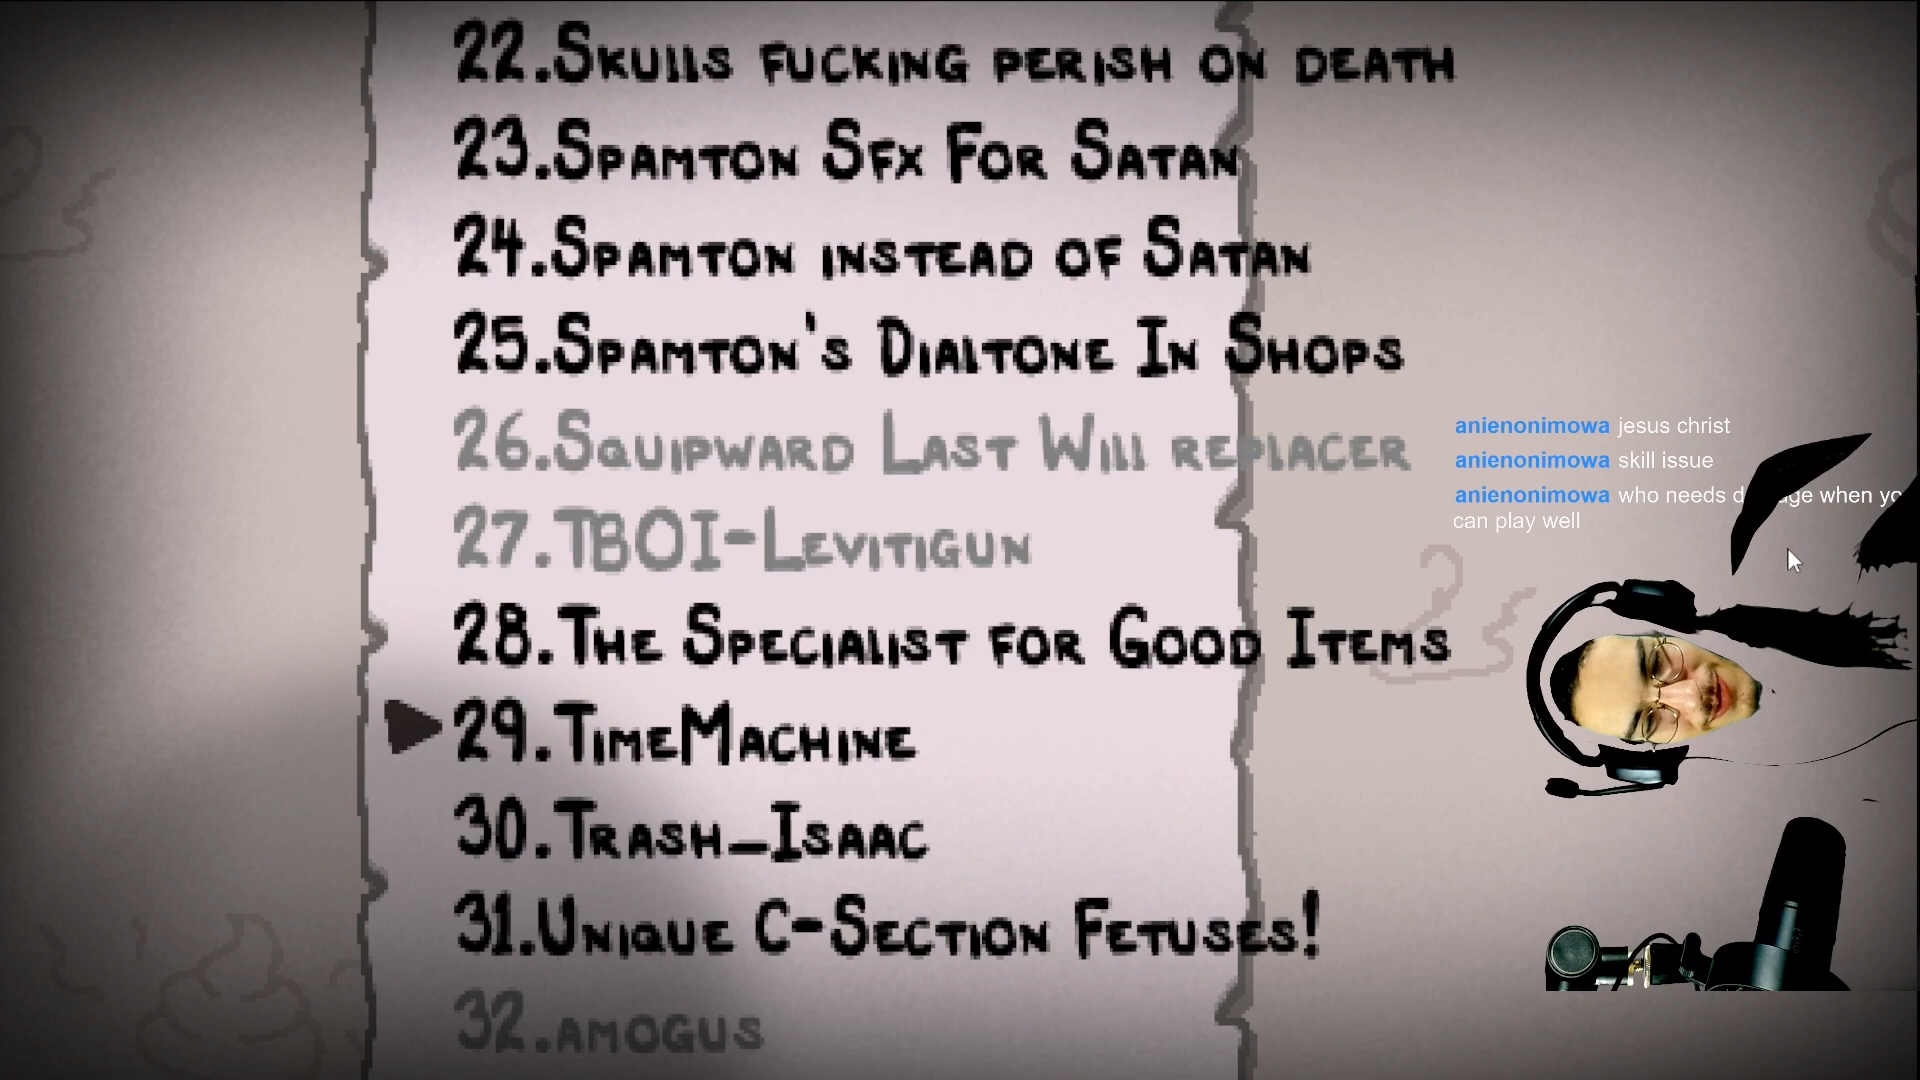 22.Skulls fucking perish on death
23.Spamton Sfx For Satan
24.Spamton instead of Satan
25.Spamton's Dialtone In Shops
26.Squipward Last Will replacer
27.TBOI-Levitigun
28.The Specialist for Good Items
29.TimeMachine
30.Trash_Isaac
31.Unique C-Section Fetuses!
32.amogus
anienonimowa jesus christ
anienonimowa skill issue
anienonimowa who needs when
can play well